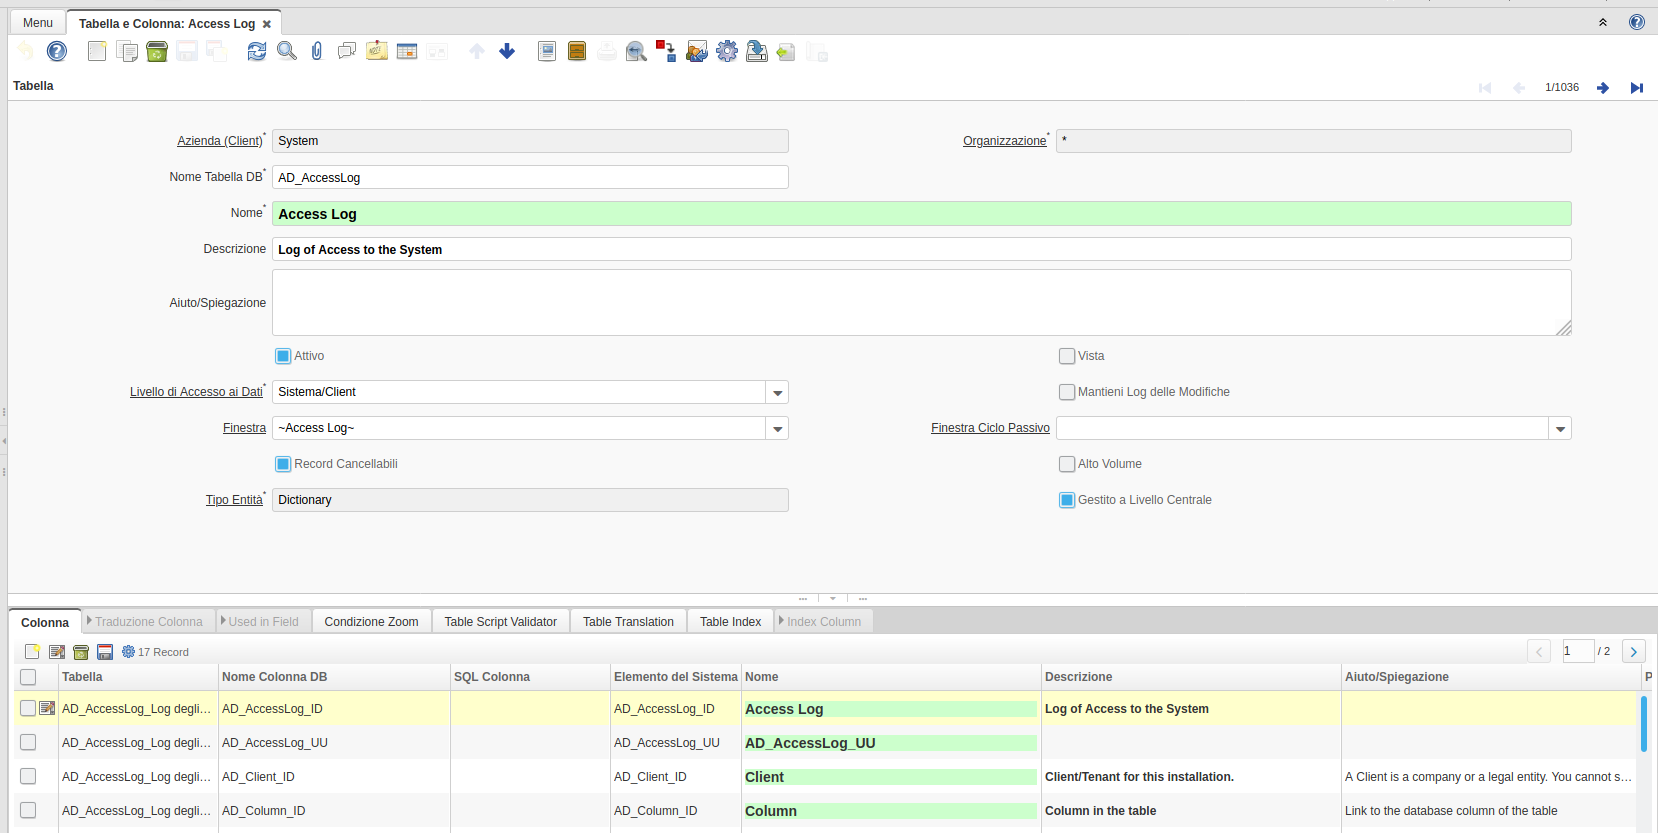 Menu
Tabella e Colonna: Access Log
Tabella
1/1036
Azienda (Client)* System
Organizzazione* *
Nome Tabella DB* AD_AccessLog
Nome* Access Log
Descrizione Log of Access to the System
Aiuto/Spiegazione
Attivo
Vista
Livello di Accesso ai Dati* Sistema/Client
Mantieni Log delle Modifiche
Finestra ~Access Log~
Finestra Ciclo Passivo
Record Cancellabili
Alto Volume
Tipo Entità* Dictionary
Gestito a Livello Centrale
Colonna Traduzione Colonna Used in Field Condizione Zoom Table Script Validator Table Translation Table Index Index Column
17 Record
1 / 2
Tabella Nome Colonna DB SQL Colonna Elemento del Sistema Nome Descrizione Aiuto/Spiegazione P
AD_AccessLog_Log degli... AD_AccessLog_ID AD_AccessLog_ID Access Log Log of Access to the System
AD_AccessLog_Log degli... AD_AccessLog_UU AD_AccessLog_UU AD_AccessLog_UU
AD_AccessLog_Log degli... AD_Client_ID AD_Client_ID Client Client/Tenant for this installation. A Client is a company or a legal entity. You cannot s...
AD_AccessLog_Log degli... AD_Column_ID AD_Column_ID Column Column in the table Link to the database column of the table